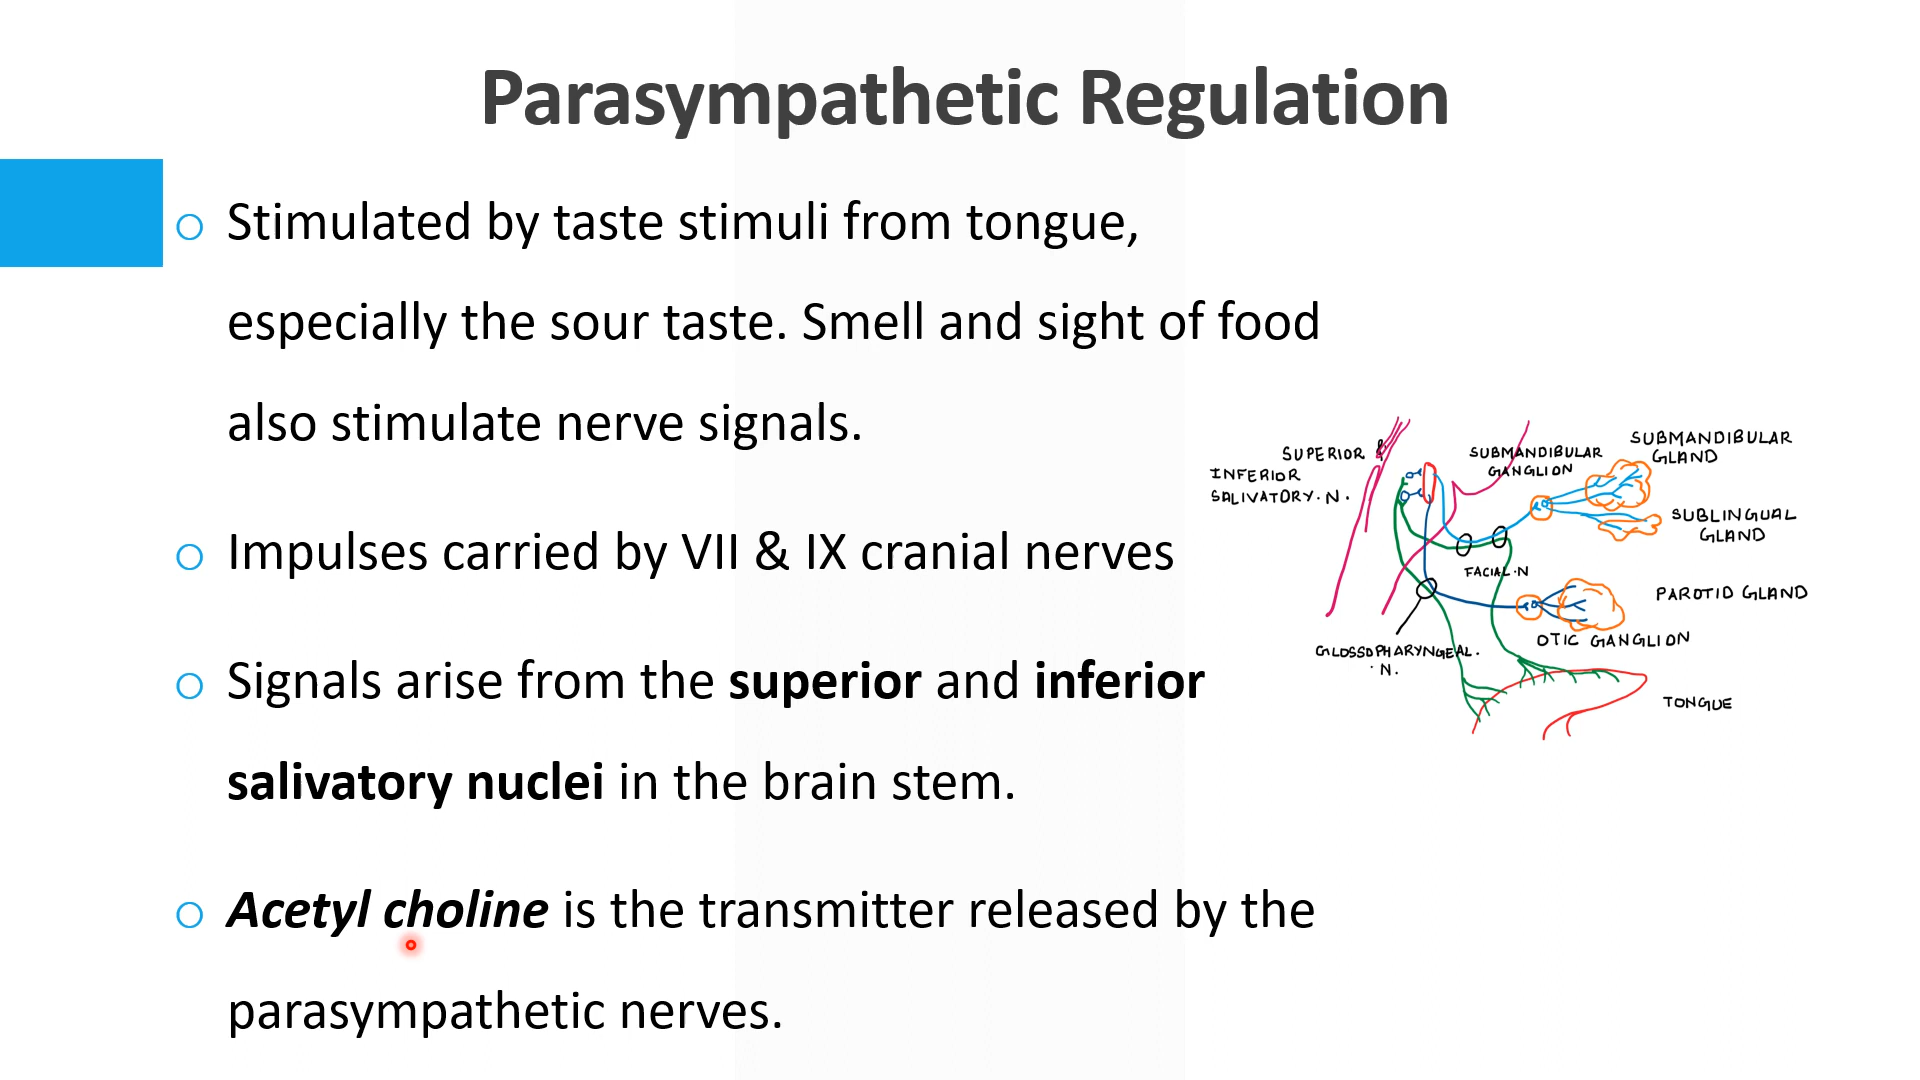 Parasympathetic Regulation
Stimulated by taste stimuli from tongue,
especially the sour taste. Smell and sight of food
also stimulate nerve signals.
Impulses carried by VII & IX cranial nerves
Signals arise from the superior and inferior
salivatory nuclei in the brain stem.
Acetyl choline is the transmitter released by the
parasympathetic nerves.
SUPERIOR &
INFERIOR
SALIVATORY.N.
SUBMANDIBULAR
GANGLION
SUBMANDIBULAR
GLAND
SUBLINGUAL
GLAND
FACIAL.N
PAROTID GLAND
OTIC GANGLION
GLOSSOPHARYNGEAL.
N.
TONGUE